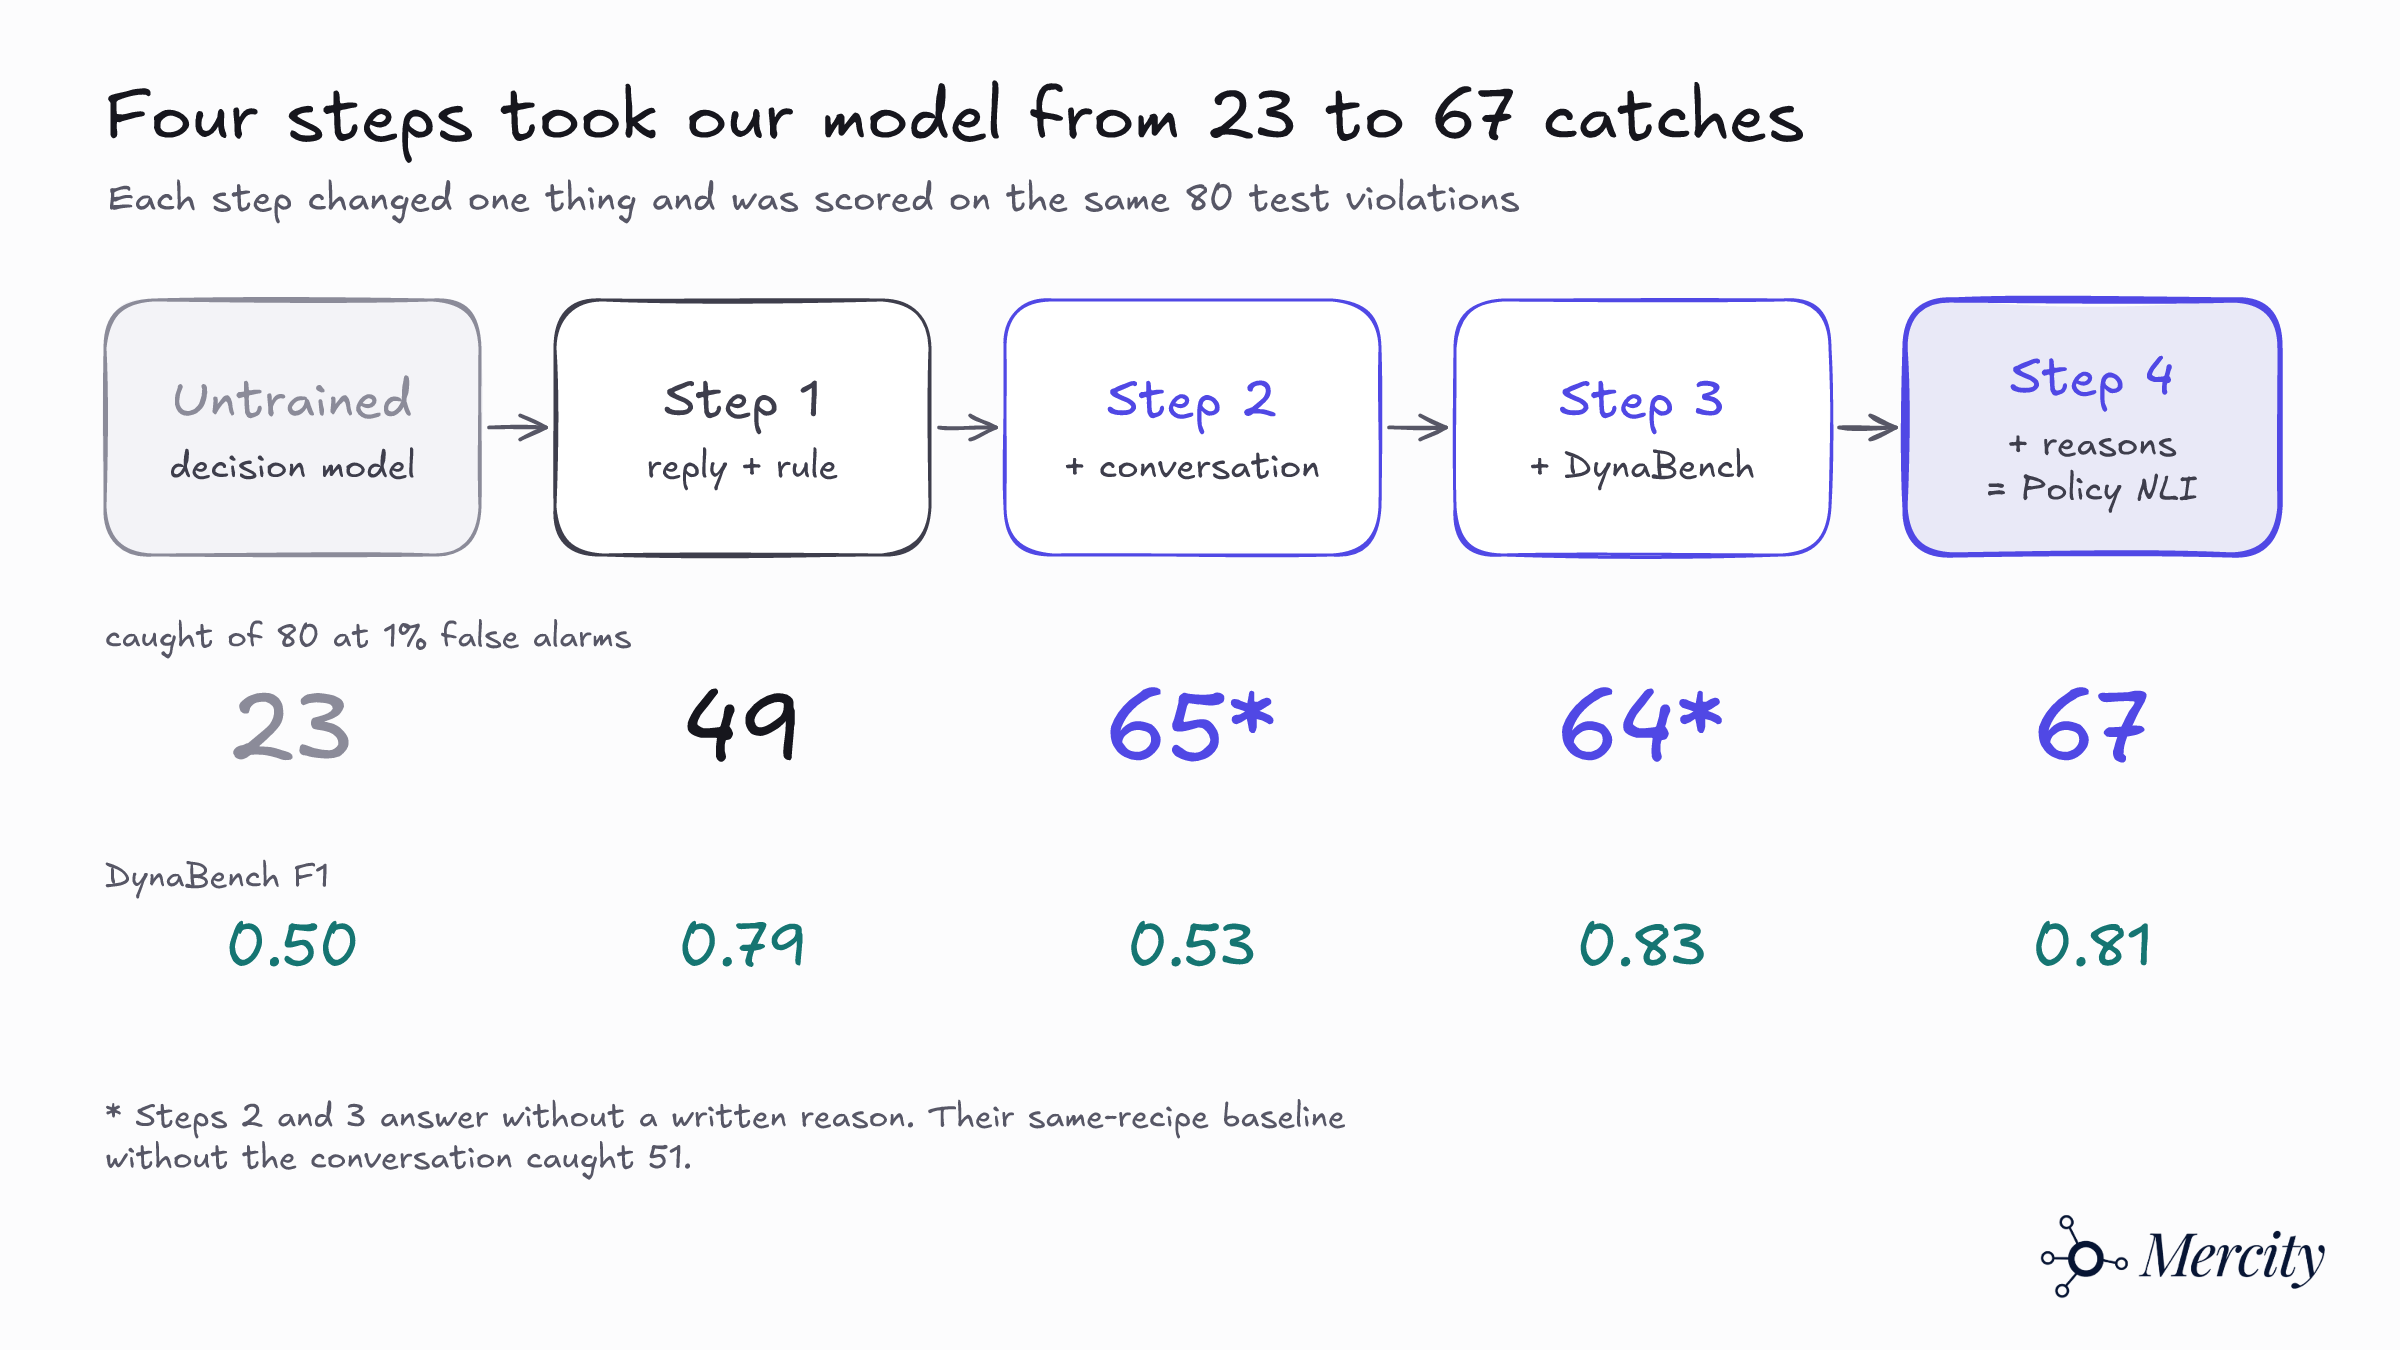 Four steps took our model from 23 to 67 catches
Each step changed one thing and was scored on the same 80 test violations
Untrained
decision model
Step 1
reply + rule
Step 2
+ conversation
Step 3
+ DynaBench
Step 4
+ reasons
= Policy NLI
caught of 80 at 1% false alarms
23 49 65* 64* 67
DynaBench F1
0.50 0.79 0.53 0.83 0.81
* Steps 2 and 3 answer without a written reason. Their same-recipe baseline
without the conversation caught 51.
Mercity